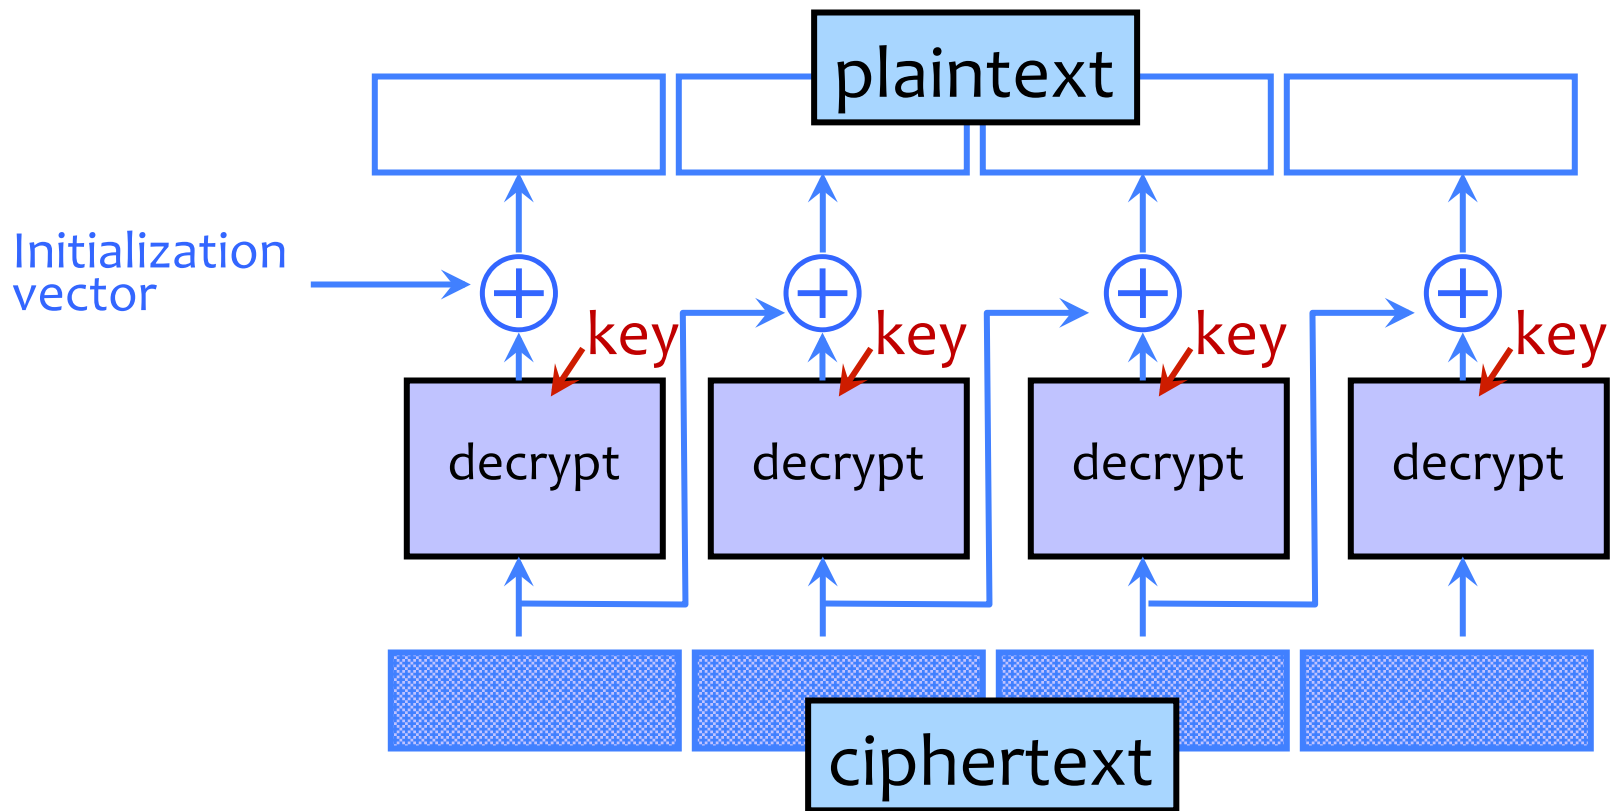 plaintext
Initialization
vector
key
key
key
key
decrypt
decrypt
decrypt
decrypt
ciphertext